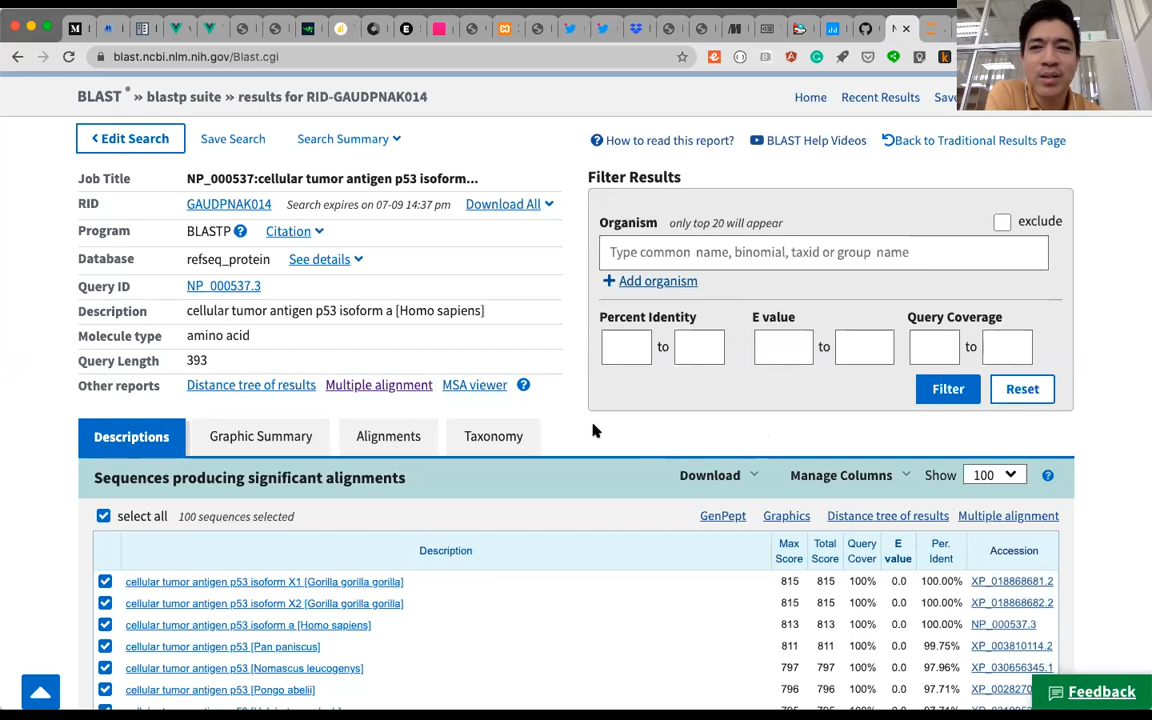 blast.ncbi.nlm.nih.gov/Blast.cgi
BLAST ® » blastp suite » results for RID-GAUDPNAK014
Home Recent Results Save
Edit Search Save Search Search Summary
How to read this report? BLAST Help Videos Back to Traditional Results Page
Job Title NP_000537:cellular tumor antigen p53 isoform...
RID GAUDPNAK014 Search expires on 07-09 14:37 pm Download All
Program BLASTP Citation
Database refseq_protein See details
Query ID NP_000537.3
Description cellular tumor antigen p53 isoform a [Homo sapiens]
Molecule type amino acid
Query Length 393
Other reports Distance tree of results Multiple alignment MSA viewer
Filter Results
Organism only top 20 will appear exclude
Type common name, binomial, taxid or group name
+ Add organism
Percent Identity E value Query Coverage
to to to
Filter Reset
Descriptions Graphic Summary Alignments Taxonomy
Sequences producing significant alignments Download Manage Columns Show 100
select all 100 sequences selected GenPept Graphics Distance tree of results Multiple alignment
Description Max Score Total Score Query Cover E value Per. Ident Accession
cellular tumor antigen p53 isoform X1 [Gorilla gorilla gorilla] 815 815 100% 0.0 100.00% XP_018868681.2
cellular tumor antigen p53 isoform X2 [Gorilla gorilla gorilla] 815 815 100% 0.0 100.00% XP_018868682.2
cellular tumor antigen p53 isoform a [Homo sapiens] 813 813 100% 0.0 100.00% NP_000537.3
cellular tumor antigen p53 [Pan paniscus] 811 811 100% 0.0 99.75% XP_003810114.2
cellular tumor antigen p53 [Nomascus leucogenys] 797 797 100% 0.0 97.96% XP_030656345.1
cellular tumor antigen p53 [Pongo abelii] 796 796 100% 0.0 97.71% XP_0028270
Feedback